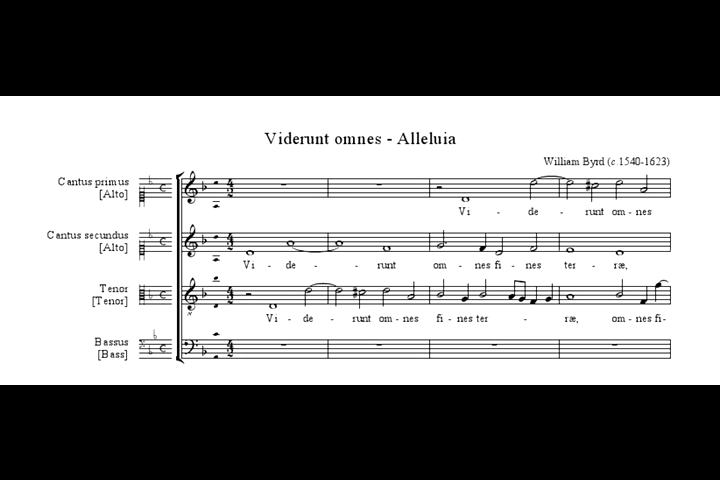 Viderunt omnes - Alleluia
William Byrd (c.1540-1623)
Cantus primus
[Alto]
Vi - de - runt om - nes
Cantus secundus
[Alto]
Vi - de - runt om - nes fi - nes ter - ræ,
Tenor
[Tenor]
Vi - de - runt om - nes fi - nes ter - ræ, om - nes fi-
Bassus
[Bass]